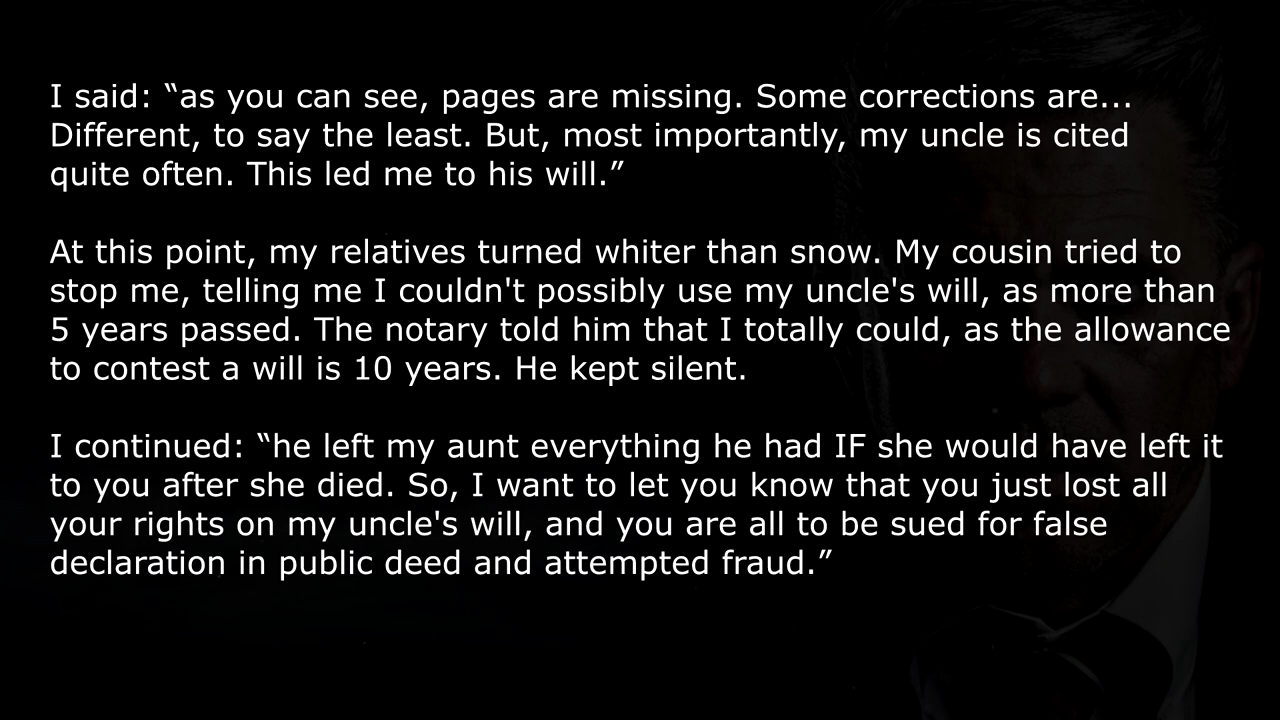 I said: “as you can see, pages are missing. Some corrections are...
Different, to say the least. But, most importantly, my uncle is cited
quite often. This led me to his will.”
At this point, my relatives turned whiter than snow. My cousin tried to
stop me, telling me I couldn't possibly use my uncle's will, as more than
5 years passed. The notary told him that I totally could, as the allowance
to contest a will is 10 years. He kept silent.
I continued: “he left my aunt everything he had IF she would have left it
to you after she died. So, I want to let you know that you just lost all
your rights on my uncle's will, and you are all to be sued for false
declaration in public deed and attempted fraud.”